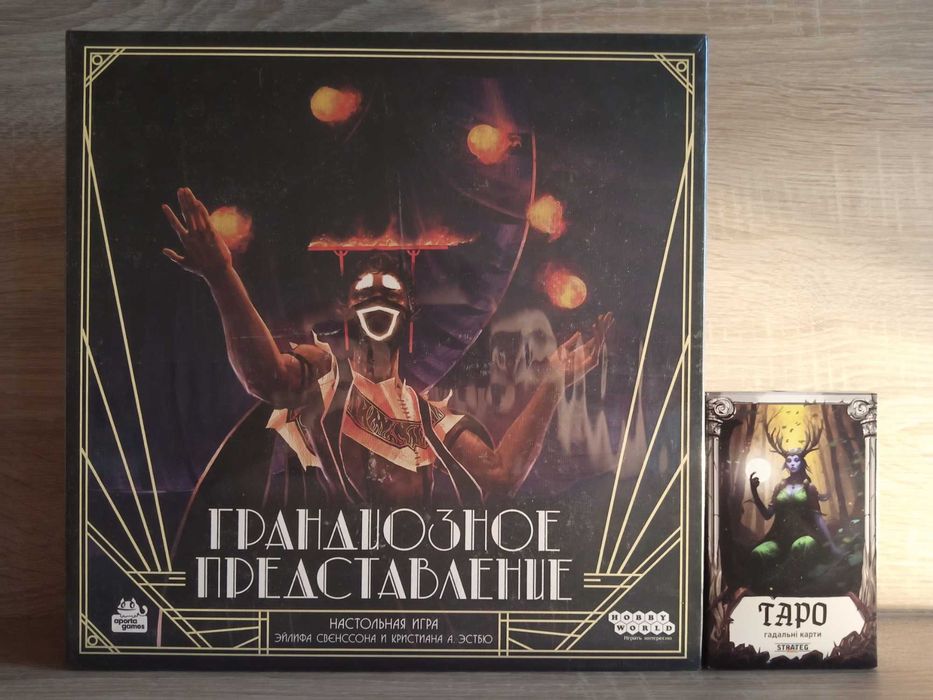 ГРАНДИОЗНОЕ
ПРЕДСТАВЛЕНИЕ
НАСТОЛЬНАЯ ИГРА
ЭЙЛИФА СВЕНССОНА И КРИСТИАНА А. ЭСТБЮ
aporta
games
HOBBY
WORLD
Играть интересно
ТАРО
гадальні карти
STRATEG